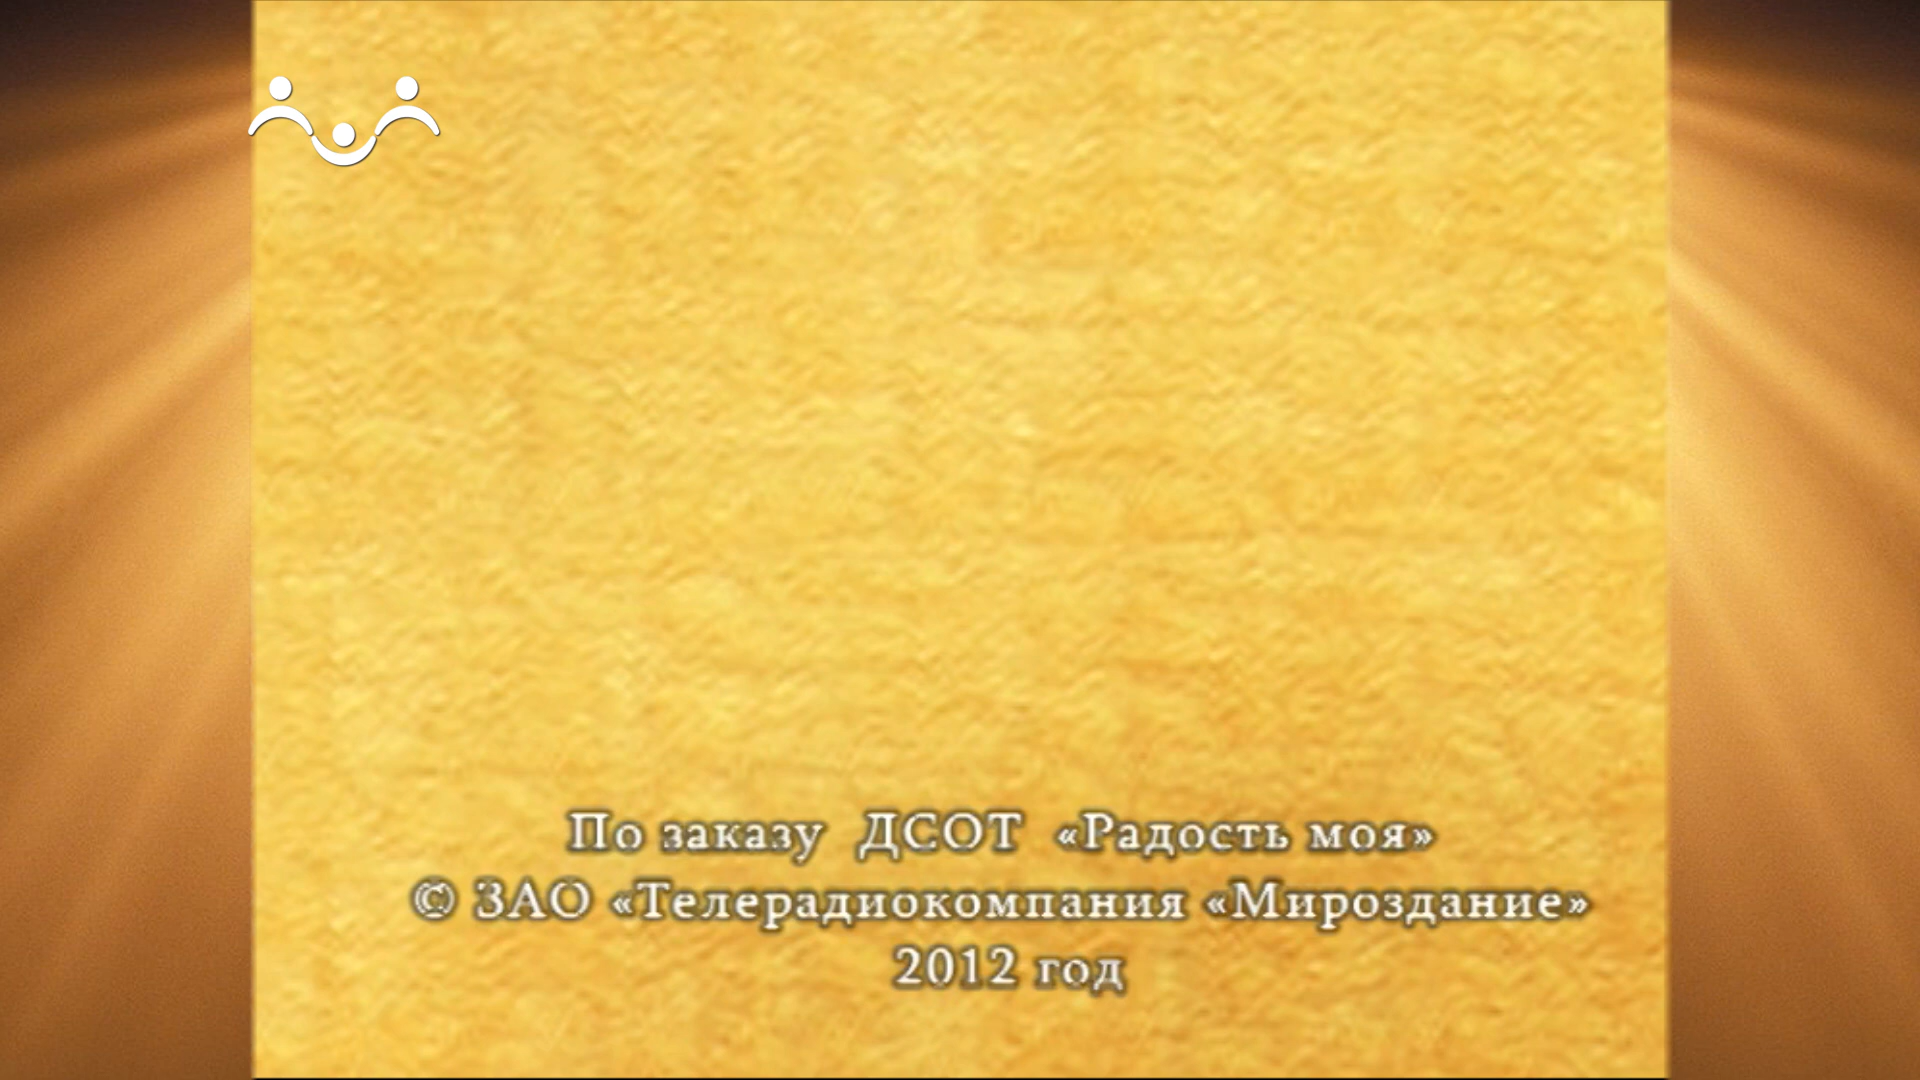 По заказу ДСОТ «Радость моя»
© ЗАО «Телерадиокомпания «Мироздание»
2012 год